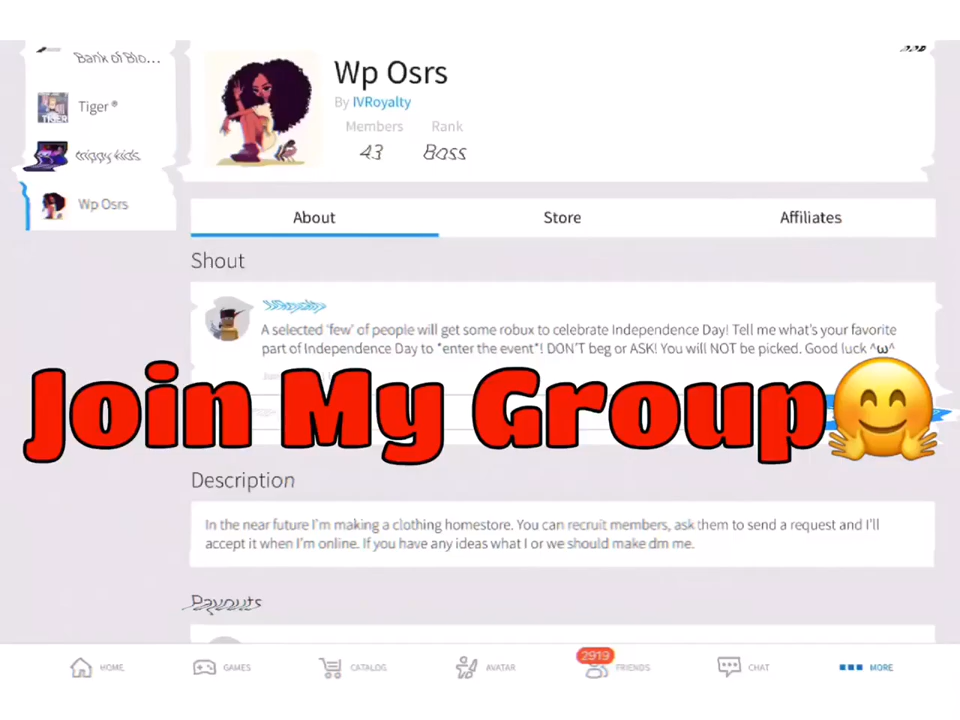 Bank of Blo...
Tiger ®
trippy kids.
Wp Osrs
Wp Osrs
By IVRoyalty
Members Rank
43 Boss
About Store Affiliates
Shout
IVRoyalty
A selected 'few' of people will get some robux to celebrate Independence Day! Tell me what's your favorite
part of Independence Day to *enter the event*! DON'T beg or ASK! You will NOT be picked. Good luck ^ω^
Join My Group🤗
Description
In the near future I'm making a clothing homestore. You can recruit members, ask them to send a request and I'll
accept it when I'm online. If you have any ideas what I or we should make dm me.
Payouts
2919
HOME GAMES CATALOG AVATAR FRIENDS CHAT MORE